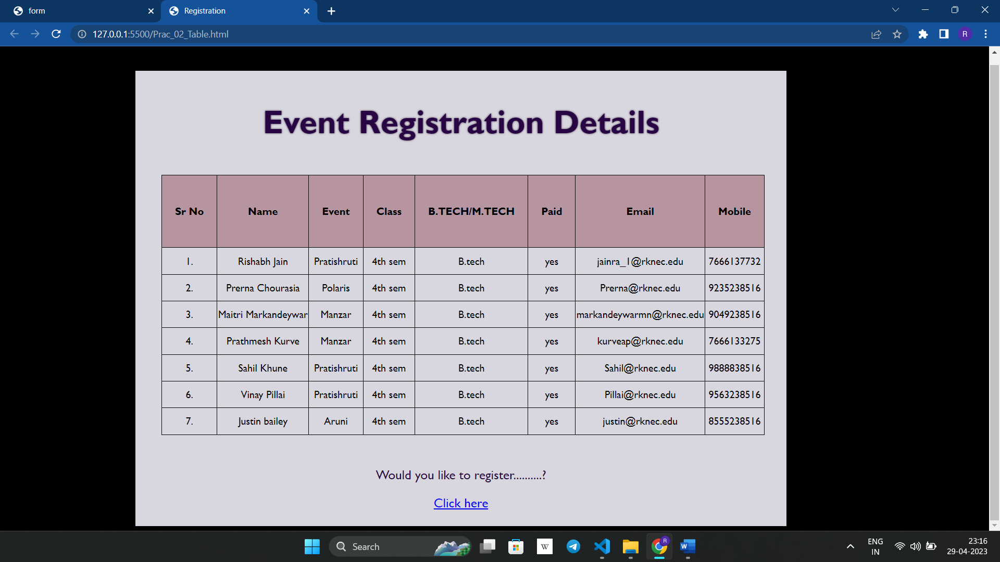 form
Registration
127.0.0.1:5500/Prac_02_Table.html
R
Event Registration Details
Sr No Name Event Class B.TECH/M.TECH Paid Email Mobile
1. Rishabh Jain Pratishruti 4th sem B.tech yes jainra_1@rknec.edu 7666137732
2. Prerna Chourasia Polaris 4th sem B.tech yes Prerna@rknec.edu 9235238516
3. Maitri Markandeywar Manzar 4th sem B.tech yes markandeywarmn@rknec.edu 9049238516
4. Prathmesh Kurve Manzar 4th sem B.tech yes kurveap@rknec.edu 7666133275
5. Sahil Khune Pratishruti 4th sem B.tech yes Sahil@rknec.edu 9888838516
6. Vinay Pillai Pratishruti 4th sem B.tech yes Pillai@rknec.edu 9563238516
7. Justin bailey Aruni 4th sem B.tech yes justin@rknec.edu 8555238516
Would you like to register..........?
Click here
Search
W
R
W
ENG
IN
23:16
29-04-2023